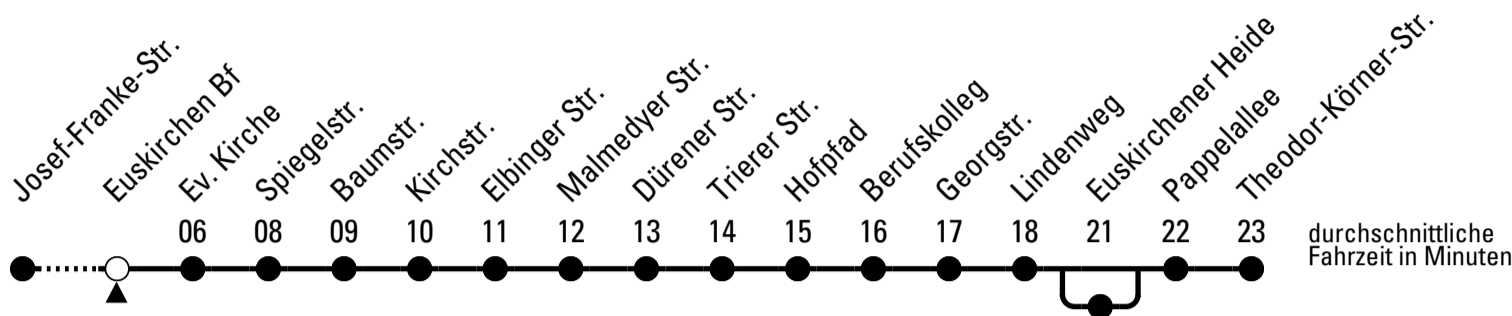 Josef-Franke-Str.
Euskirchen Bf
Ev. Kirche
Spiegelstr.
Baumstr.
Kirchstr.
Elbinger Str.
Malmedyer Str.
Dürener Str.
Trierer Str.
Hofpfad
Berufskolleg
Georgstr.
Lindenweg
Euskirchener Heide
Pappelallee
Theodor-Körner-Str.
06 08 09 10 11 12 13 14 15 16 17 18 21 22 23
durchschnittliche
Fahrzeit in Minuten